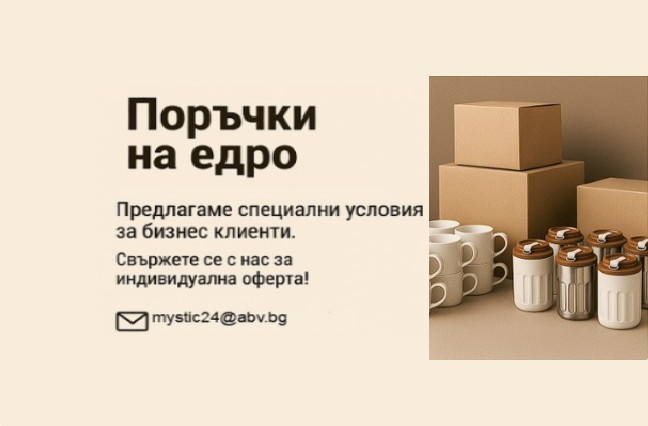 Поръчки
на едро
Предлагаме специални условия
за бизнес клиенти.
Свържете се с нас за
индивидуална оферта!
mystic24@abv.bg